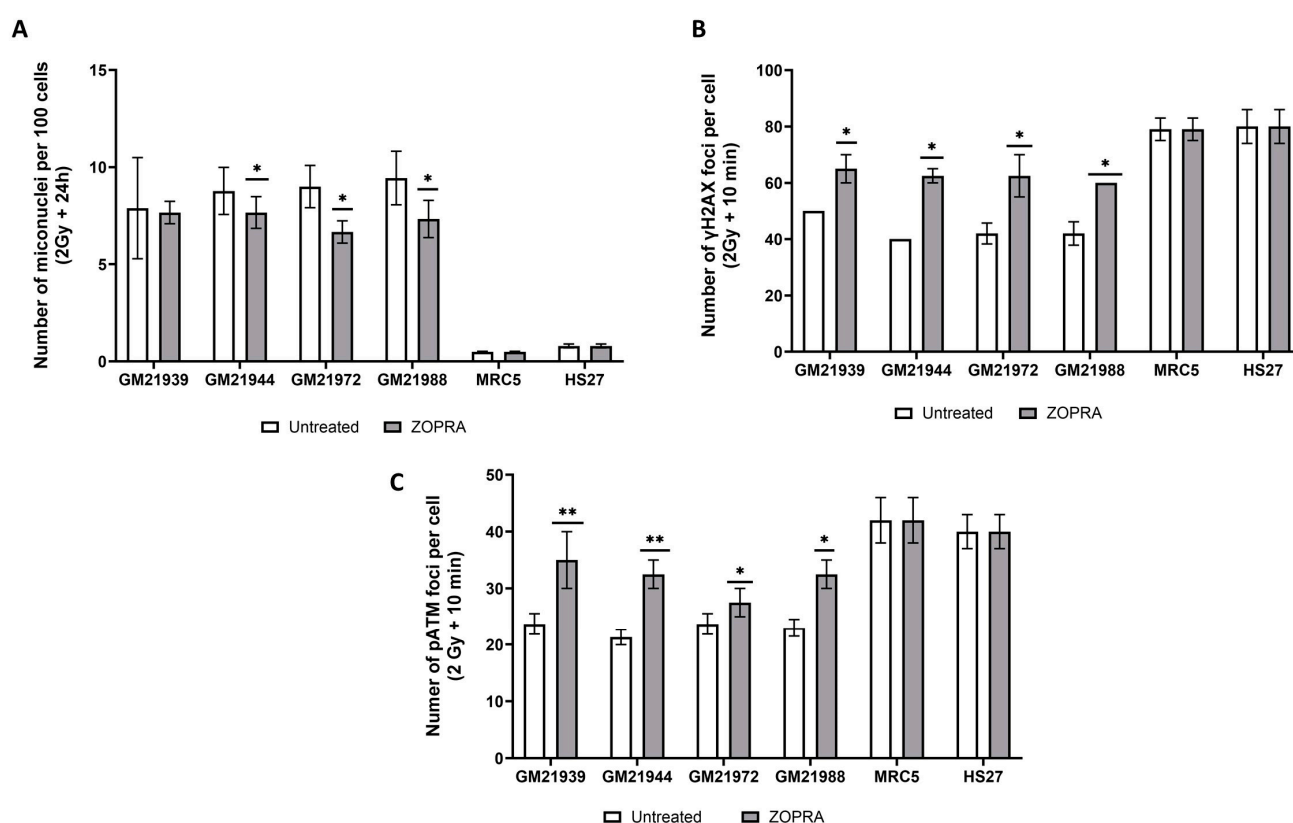 A
Number of miconuclei per 100 cells
(2Gy + 24h)
15
10
5
0
* * *
GM21939 GM21944 GM21972 GM21988 MRC5 HS27
Untreated ZOPRA
B
Number of γH2AX foci per cell
(2Gy + 10 min)
100
80
60
40
20
0
* * * *
GM21939 GM21944 GM21972 GM21988 MRC5 HS27
Untreated ZOPRA
C
Numer of pATM foci per cell
(2 Gy + 10 min)
50
40
30
20
10
0
** ** * *
GM21939 GM21944 GM21972 GM21988 MRC5 HS27
Untreated ZOPRA